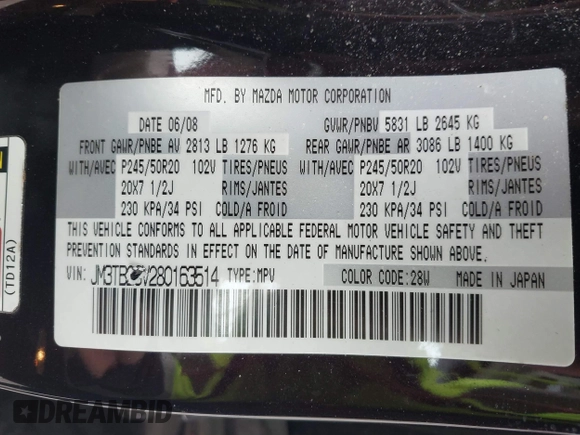 MFD. BY MAZDA MOTOR CORPORATION
DATE 06/08 GVWR/PNBV 5831 LB 2645 KG
FRONT GAWR/PNBE AV 2813 LB 1276 KG REAR GAWR/PNBE AR 3086 LB 1400 KG
WITH/AVEC P245/50R20 102V TIRES/PNEUS WITH/AVEC P245/50R20 102V TIRES/PNEUS
20X7 1/2J RIMS/JANTES 20X7 1/2J RIMS/JANTES
230 KPA/34 PSI COLD/A FROID 230 KPA/34 PSI COLD/A FROID
THIS VEHICLE CONFORMS TO ALL APPLICABLE FEDERAL MOTOR VEHICLE SAFETY AND THEFT
PREVENTION STANDARDS IN EFFECT ON THE DATE OF MANUFACTURE SHOWN ABOVE.
VIN: TYPE:MPV COLOR CODE:28W MADE IN JAPAN
(TD12A)
DREAMBID